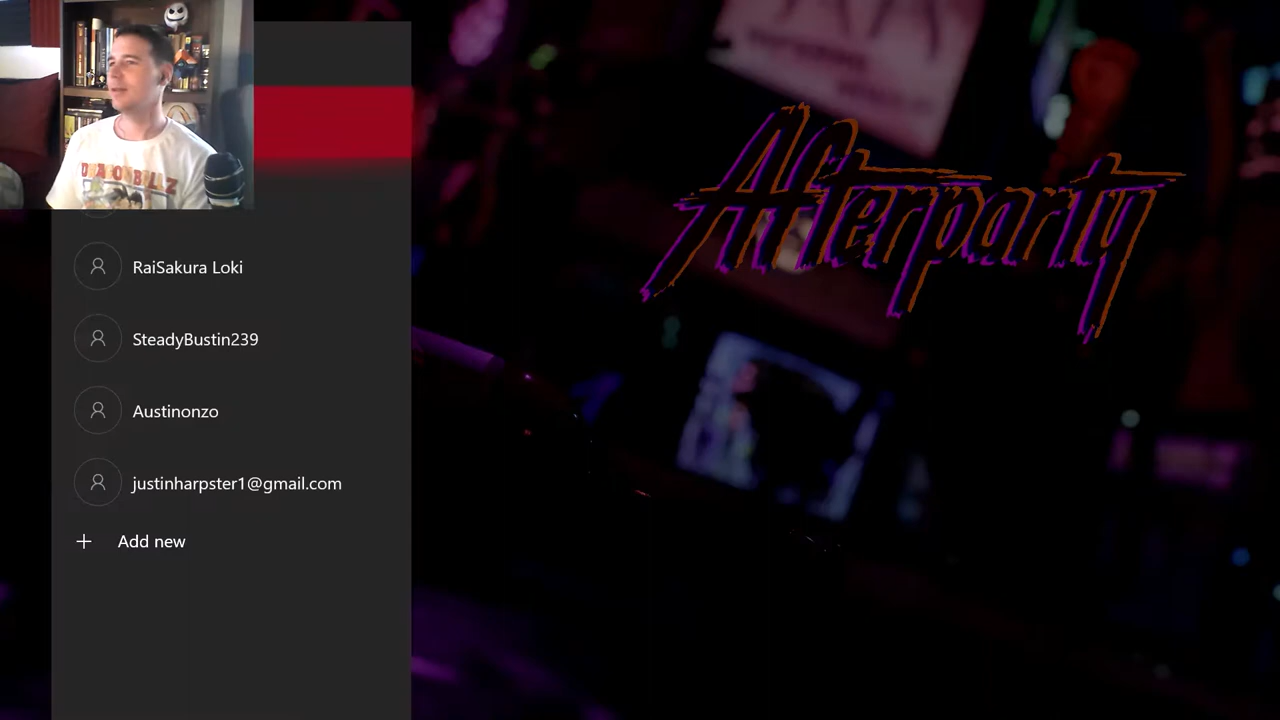 Afterparty
RaiSakura Loki
SteadyBustin239
Austinonzo
justinharpster1@gmail.com
Add new